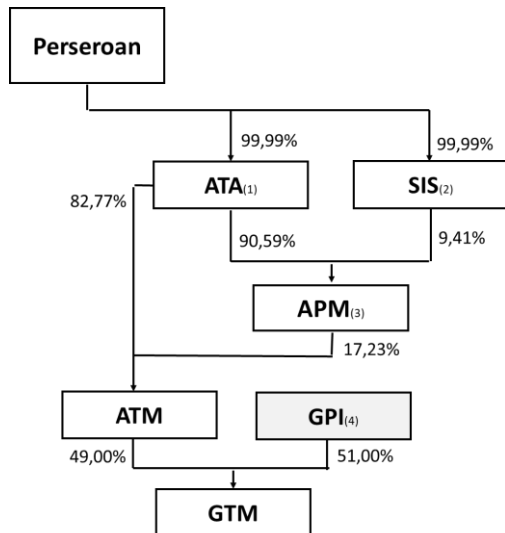 Perseroan
99,99%
99,99%
ATA(1)
SIS(2)
82,77%
90,59%
9,41%
APM(3)
17,23%
ATM
GPI(4)
49,00%
51,00%
GTM